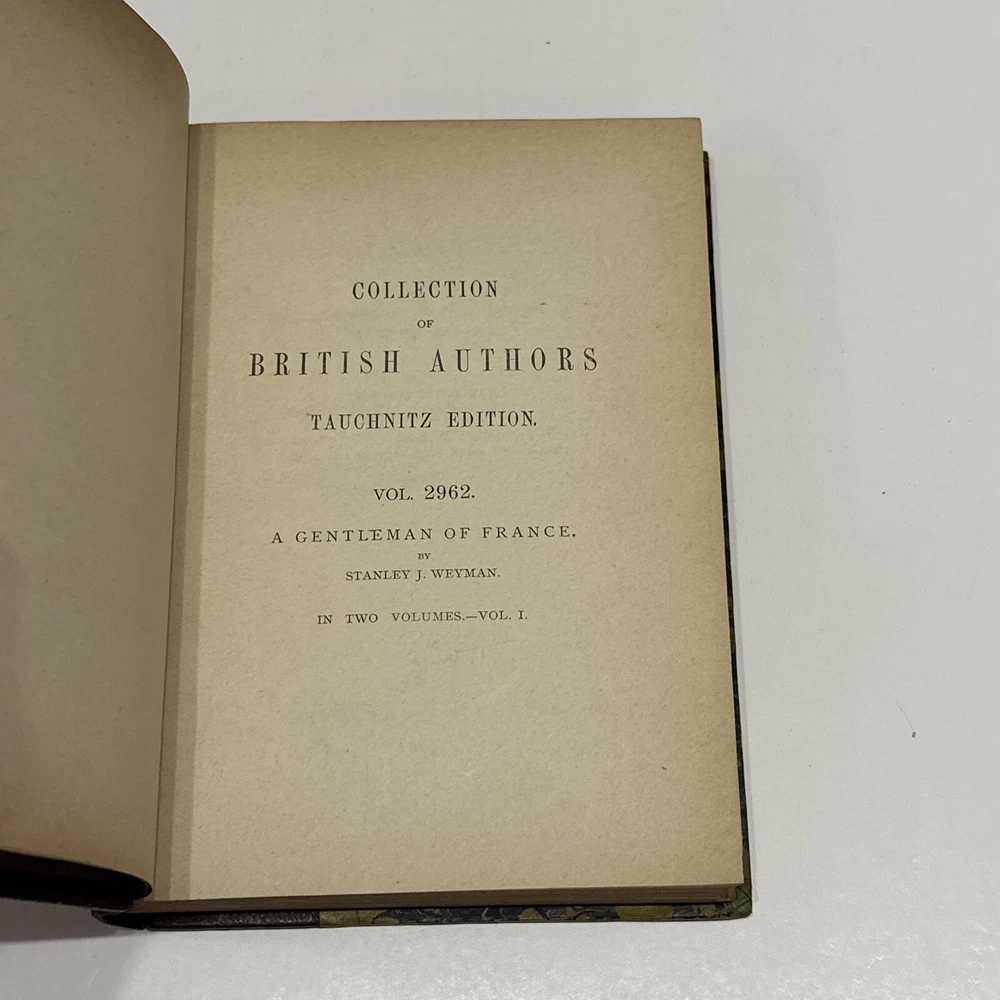 COLLECTION
OF
BRITISH AUTHORS
TAUCHNITZ EDITION.
VOL. 2962.
A GENTLEMAN OF FRANCE.
BY
STANLEY J. WEYMAN.
IN TWO VOLUMES.—VOL. I.